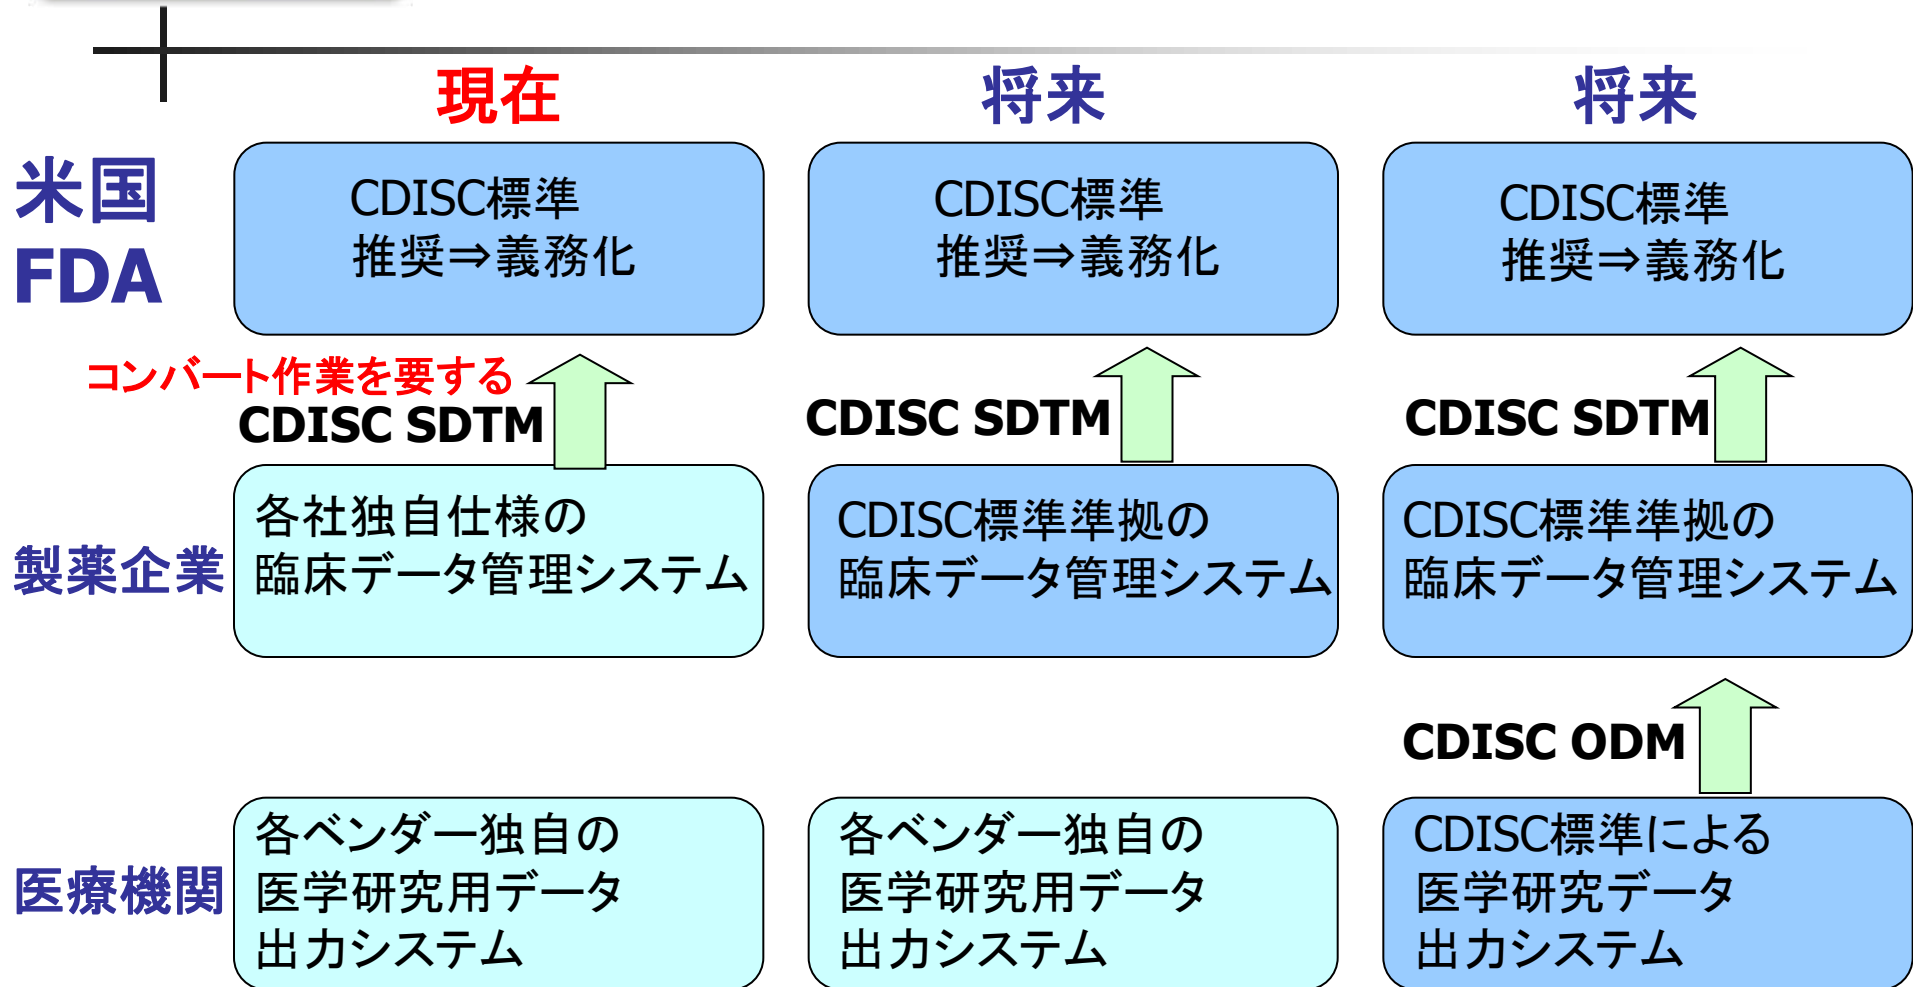 現在
将来
将来
米国
FDA
CDISC標準
推奨⇒義務化
CDISC標準
推奨⇒義務化
CDISC標準
推奨⇒義務化
コンバート作業を要する
CDISC SDTM
CDISC SDTM
CDISC SDTM
製薬企業
各社独自仕様の
臨床データ管理システム
CDISC標準準拠の
臨床データ管理システム
CDISC標準準拠の
臨床データ管理システム
CDISC ODM
医療機関
各ベンダー独自の
医学研究用データ
出力システム
各ベンダー独自の
医学研究用データ
出力システム
CDISC標準による
医学研究データ
出力システム